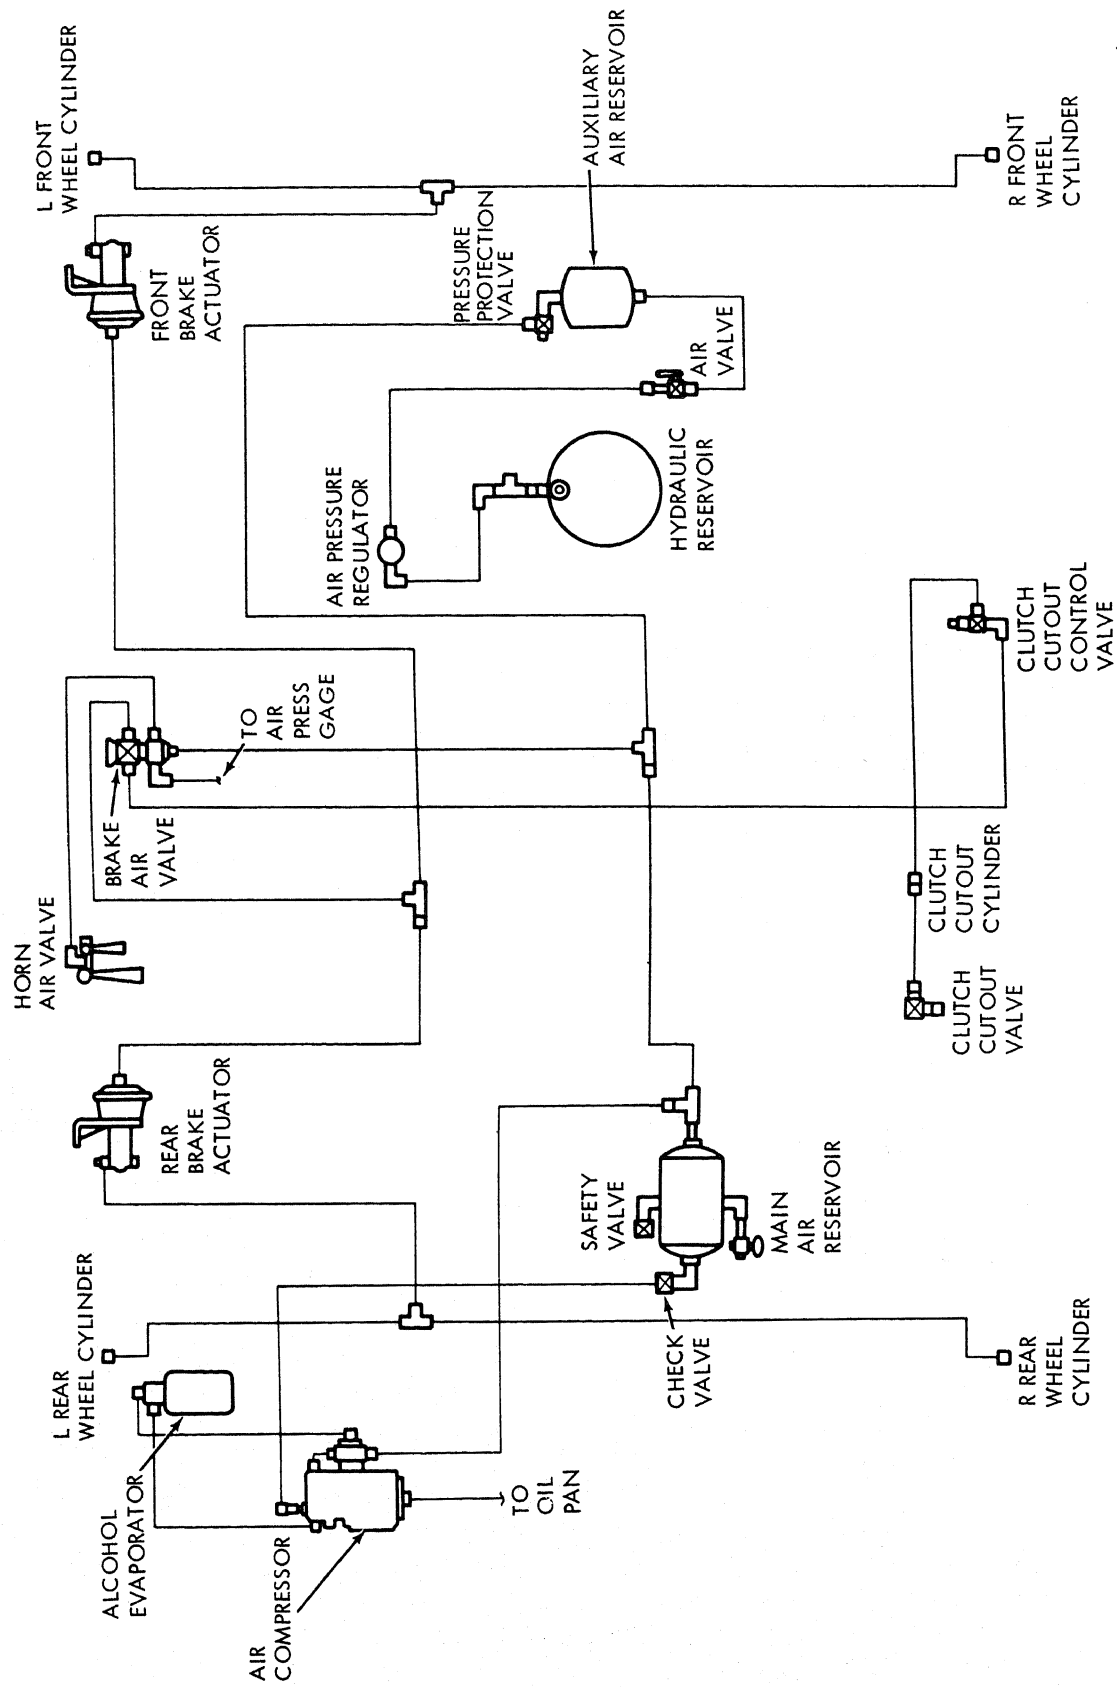 L FRONT
WHEEL CYLINDER
FRONT
BRAKE
ACTUATOR
PRESSURE
PROTECTION
VALVE
AUXILIARY
AIR RESERVOIR
R FRONT
WHEEL
CYLINDER
AIR
VALVE
AIR PRESSURE
REGULATOR
HYDRAULIC
RESERVOIR
CLUTCH
CUTOUT
CONTROL
VALVE
TO
AIR
PRESS
GAGE
BRAKE
AIR
VALVE
HORN
AIR VALVE
CLUTCH
CUTOUT
CYLINDER
CLUTCH
CUTOUT
VALVE
REAR
BRAKE
ACTUATOR
SAFETY
VALVE
MAIN
AIR
RESERVOIR
L REAR
WHEEL CYLINDER
CHECK
VALVE
R REAR
WHEEL
CYLINDER
ALCOHOL
EVAPORATOR
TO
OIL
PAN
AIR
COMPRESSOR